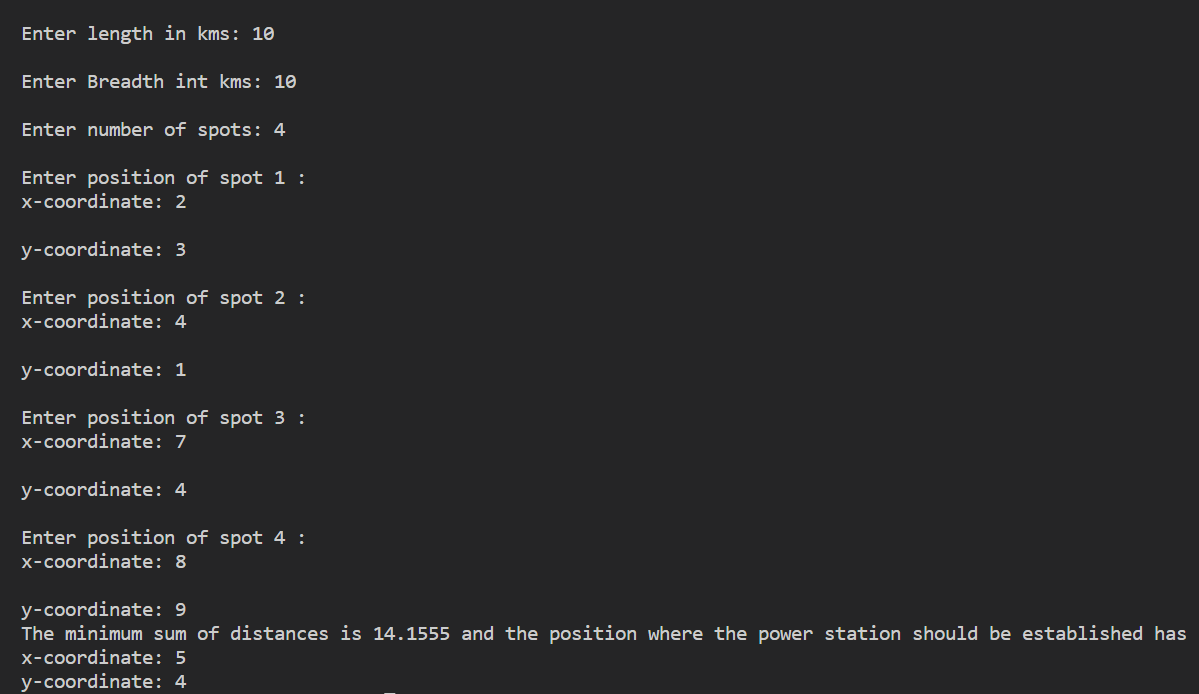 Enter length in kms: 10
Enter Breadth int kms: 10
Enter number of spots: 4
Enter position of spot 1 :
x-coordinate: 2
y-coordinate: 3
Enter position of spot 2 :
x-coordinate: 4
y-coordinate: 1
Enter position of spot 3 :
x-coordinate: 7
y-coordinate: 4
Enter position of spot 4 :
x-coordinate: 8
y-coordinate: 9
The minimum sum of distances is 14.1555 and the position where the power station should be established has
x-coordinate: 5
y-coordinate: 4